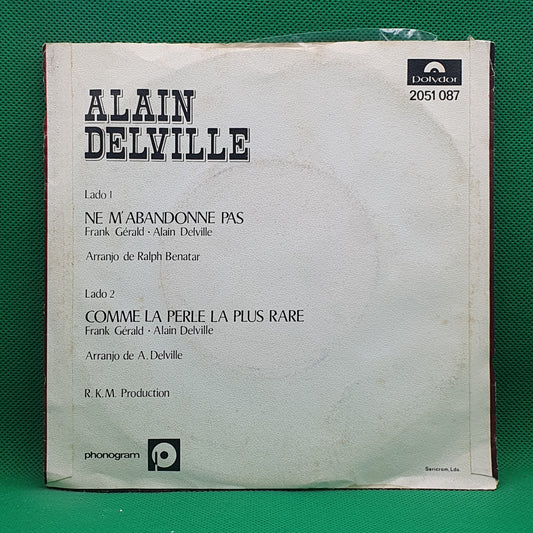 polydor
2051 087
ALAIN
DELVILLE
Lado 1
NE M'ABANDONNE PAS
Frank Gérald • Alain Delville
Arranjo de Ralph Benatar
Lado 2
COMME LA PERLE LA PLUS RARE
Frank Gérald • Alain Delville
Arranjo de A. Delville
R.K.M. Production
phonogram
Saricrom, Lda.